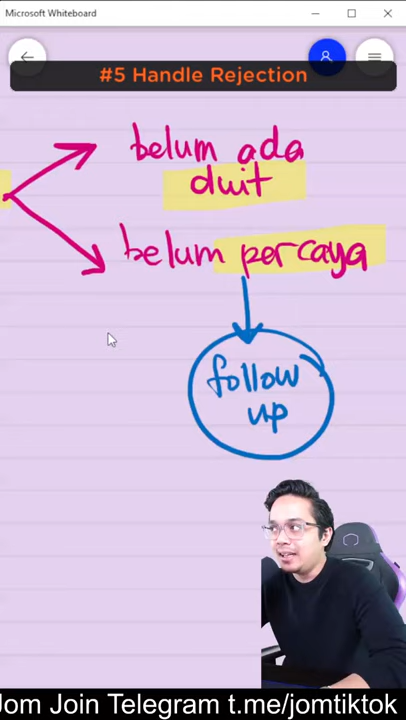 Microsoft Whiteboard
#5 Handle Rejection
belum ada
duit
belum percaya
follow
up
Jom Join Telegram t.me/jomtiktok